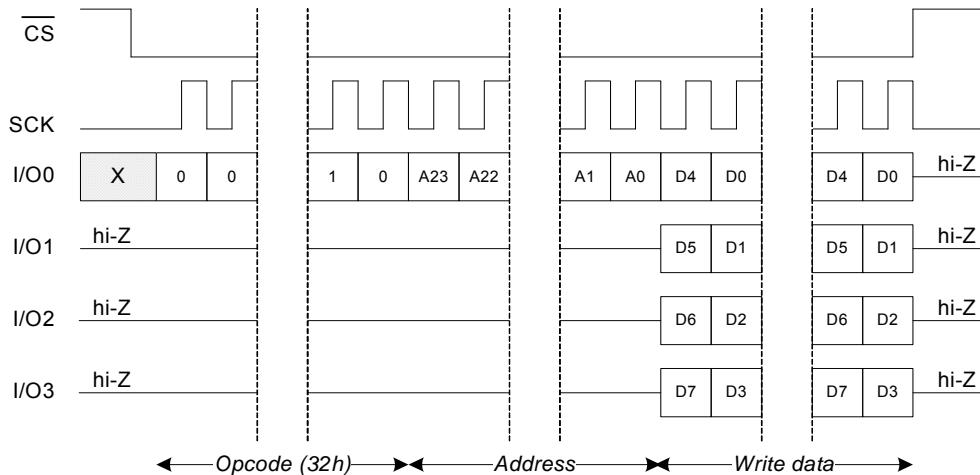 CS
SCK
I/O0 X 0 0 1 0 A23 A22 A1 A0 D4 D0 D4 D0 hi-Z
I/O1 hi-Z D5 D1 D5 D1 hi-Z
I/O2 hi-Z D6 D2 D6 D2 hi-Z
I/O3 hi-Z D7 D3 D7 D3 hi-Z
Opcode (32h) Address Write data